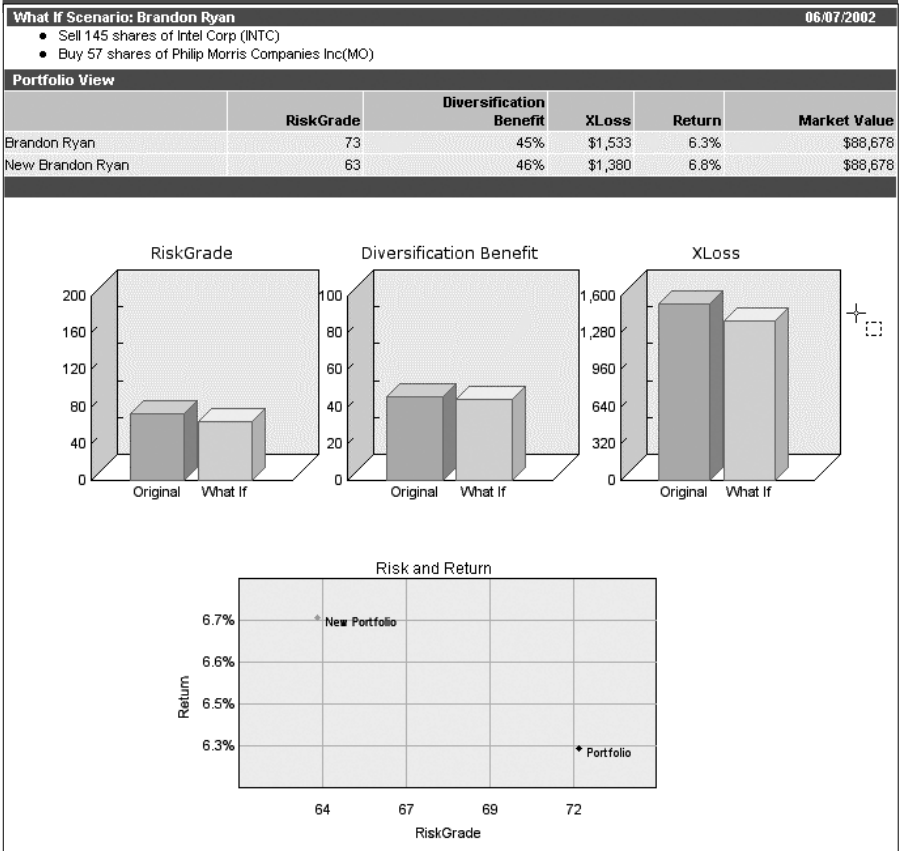 What If Scenario: Brandon Ryan 06/07/2002
● Sell 145 shares of Intel Corp (INTC)
● Buy 57 shares of Philip Morris Companies Inc(MO)
Portfolio View
RiskGrade Diversification Benefit XLoss Return Market Value
Brandon Ryan 73 45% $1,533 6.3% $88,678
New Brandon Ryan 63 46% $1,380 6.8% $88,678
RiskGrade
200
160
120
80
40
0
Original What If
Diversification Benefit
100
80
60
40
20
0
Original What If
XLoss
1,600
1,280
960
640
320
0
Original What If
Risk and Return
Return
6.7%
6.6%
6.5%
6.3%
New Portfolio
Portfolio
64 67 69 72
RiskGrade